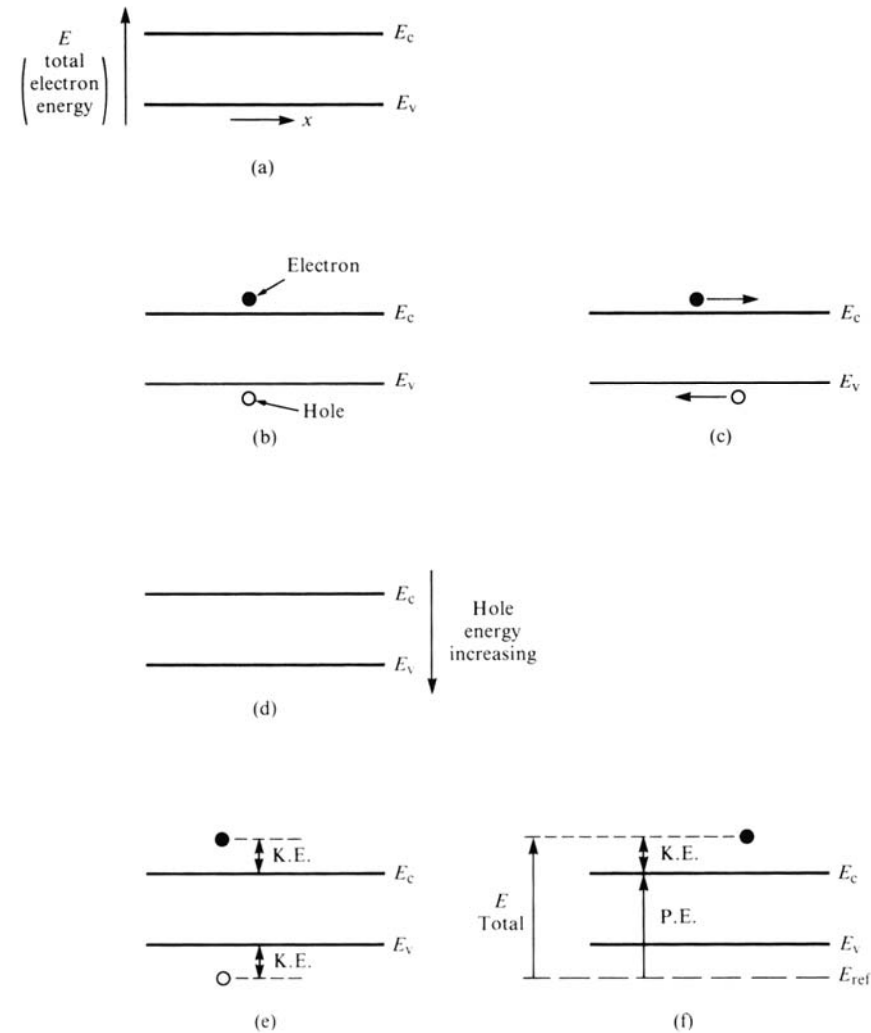 E
total
electron
energy
E_c
E_v
x
(a)
Electron
E_c
E_v
Hole
(b)
E_c
E_v
(c)
E_c
E_v
Hole
energy
increasing
(d)
K.E.
E_c
E_v
K.E.
(e)
K.E.
E_c
E
Total
P.E.
E_v
E_ref
(f)